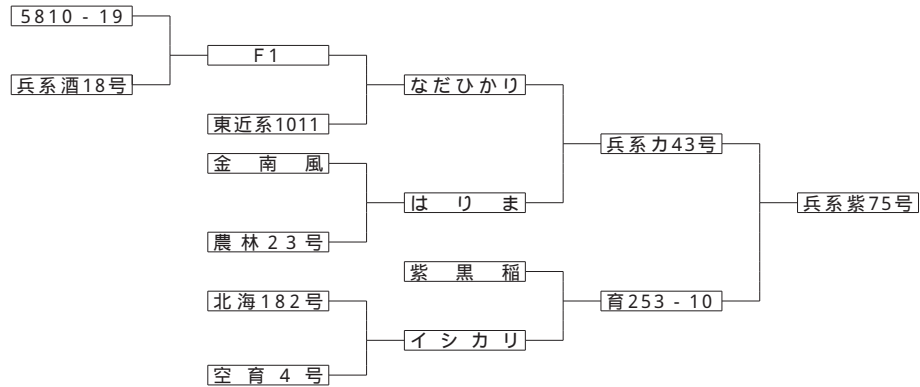 5810-19
F1
兵系酒18号
なだひかり
東近系1011
兵系カ43号
金南風
はりま
兵系紫75号
農林23号
紫黒稲
北海182号
育253-10
イシカリ
空育4号